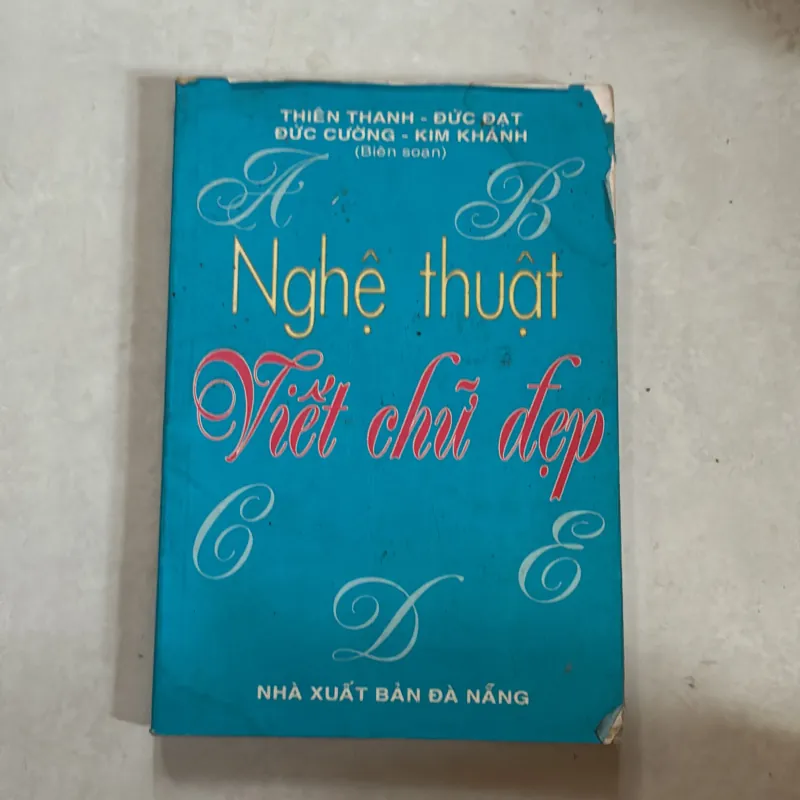 THIÊN THANH - ĐỨC ĐẠT
ĐỨC CƯỜNG - KIM KHÁNH
(Biên soạn)
A B
Nghệ thuật
Viết chữ đẹp
C E
D
NHÀ XUẤT BẢN ĐÀ NẴNG